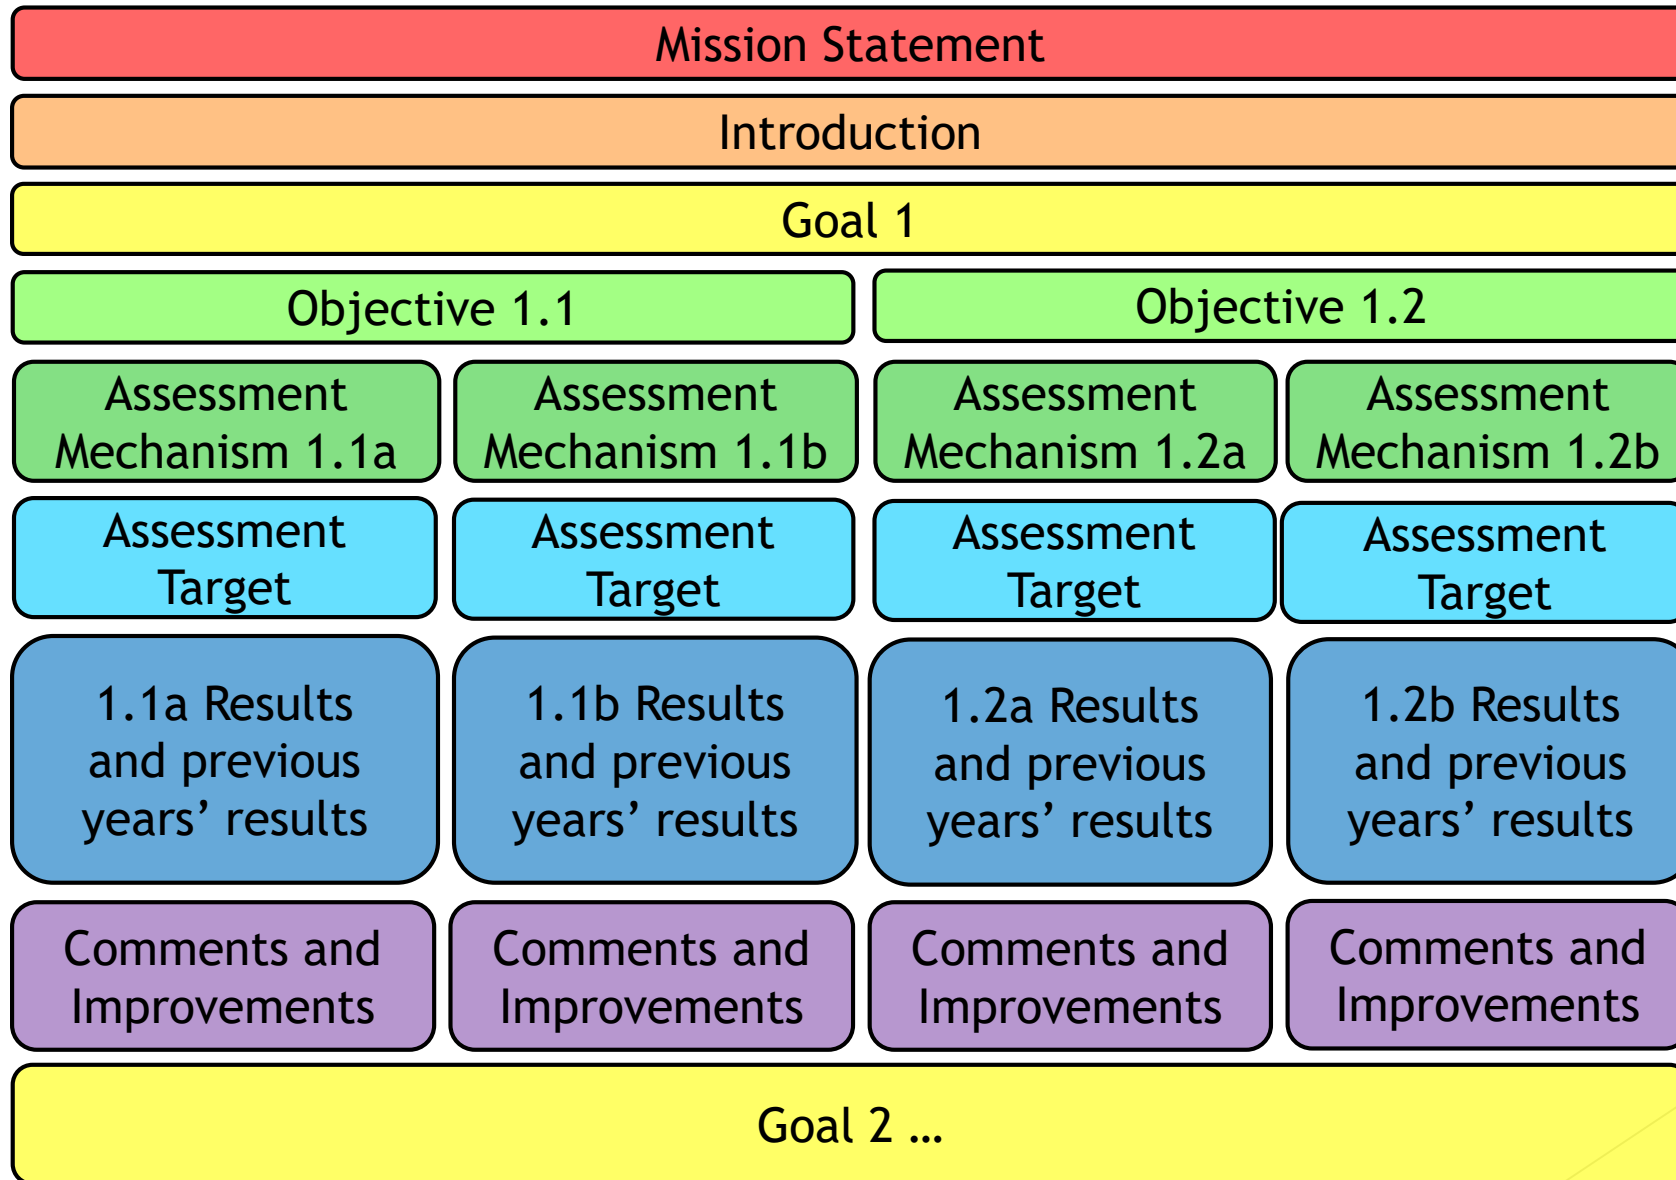 Mission Statement
Introduction
Goal 1
Objective 1.1
Objective 1.2
Assessment
Mechanism 1.1a
Assessment
Mechanism 1.1b
Assessment
Mechanism 1.2a
Assessment
Mechanism 1.2b
Assessment
Target
Assessment
Target
Assessment
Target
Assessment
Target
1.1a Results
and previous
years’ results
1.1b Results
and previous
years’ results
1.2a Results
and previous
years’ results
1.2b Results
and previous
years’ results
Comments and
Improvements
Comments and
Improvements
Comments and
Improvements
Comments and
Improvements
Goal 2 …